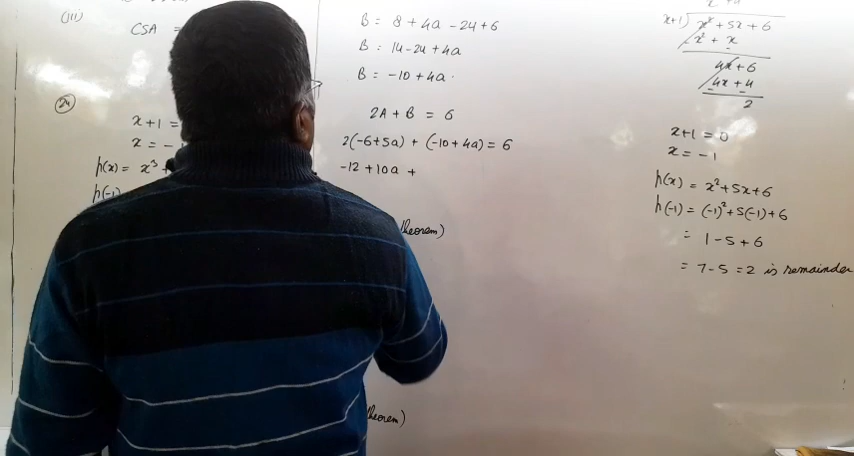 (iii)
CSA =
24
x+1 =
x = -
p(x) = x³ +
p(-1)
B = 8 + 4a - 24 + 6
B = 14 - 24 + 4a
B = -10 + 4a.
2A + B = 6
2(-6+5a) + (-10+4a) = 6
-12 + 10a +
theorem)
theorem)
x+1) x² + 5x + 6
x² + x
4x + 6
4x + 4
2
x+1 = 0
x = -1
p(x) = x² + 5x + 6
p(-1) = (-1)² + 5(-1) + 6
= 1 - 5 + 6
= 7 - 5 = 2 is remainder